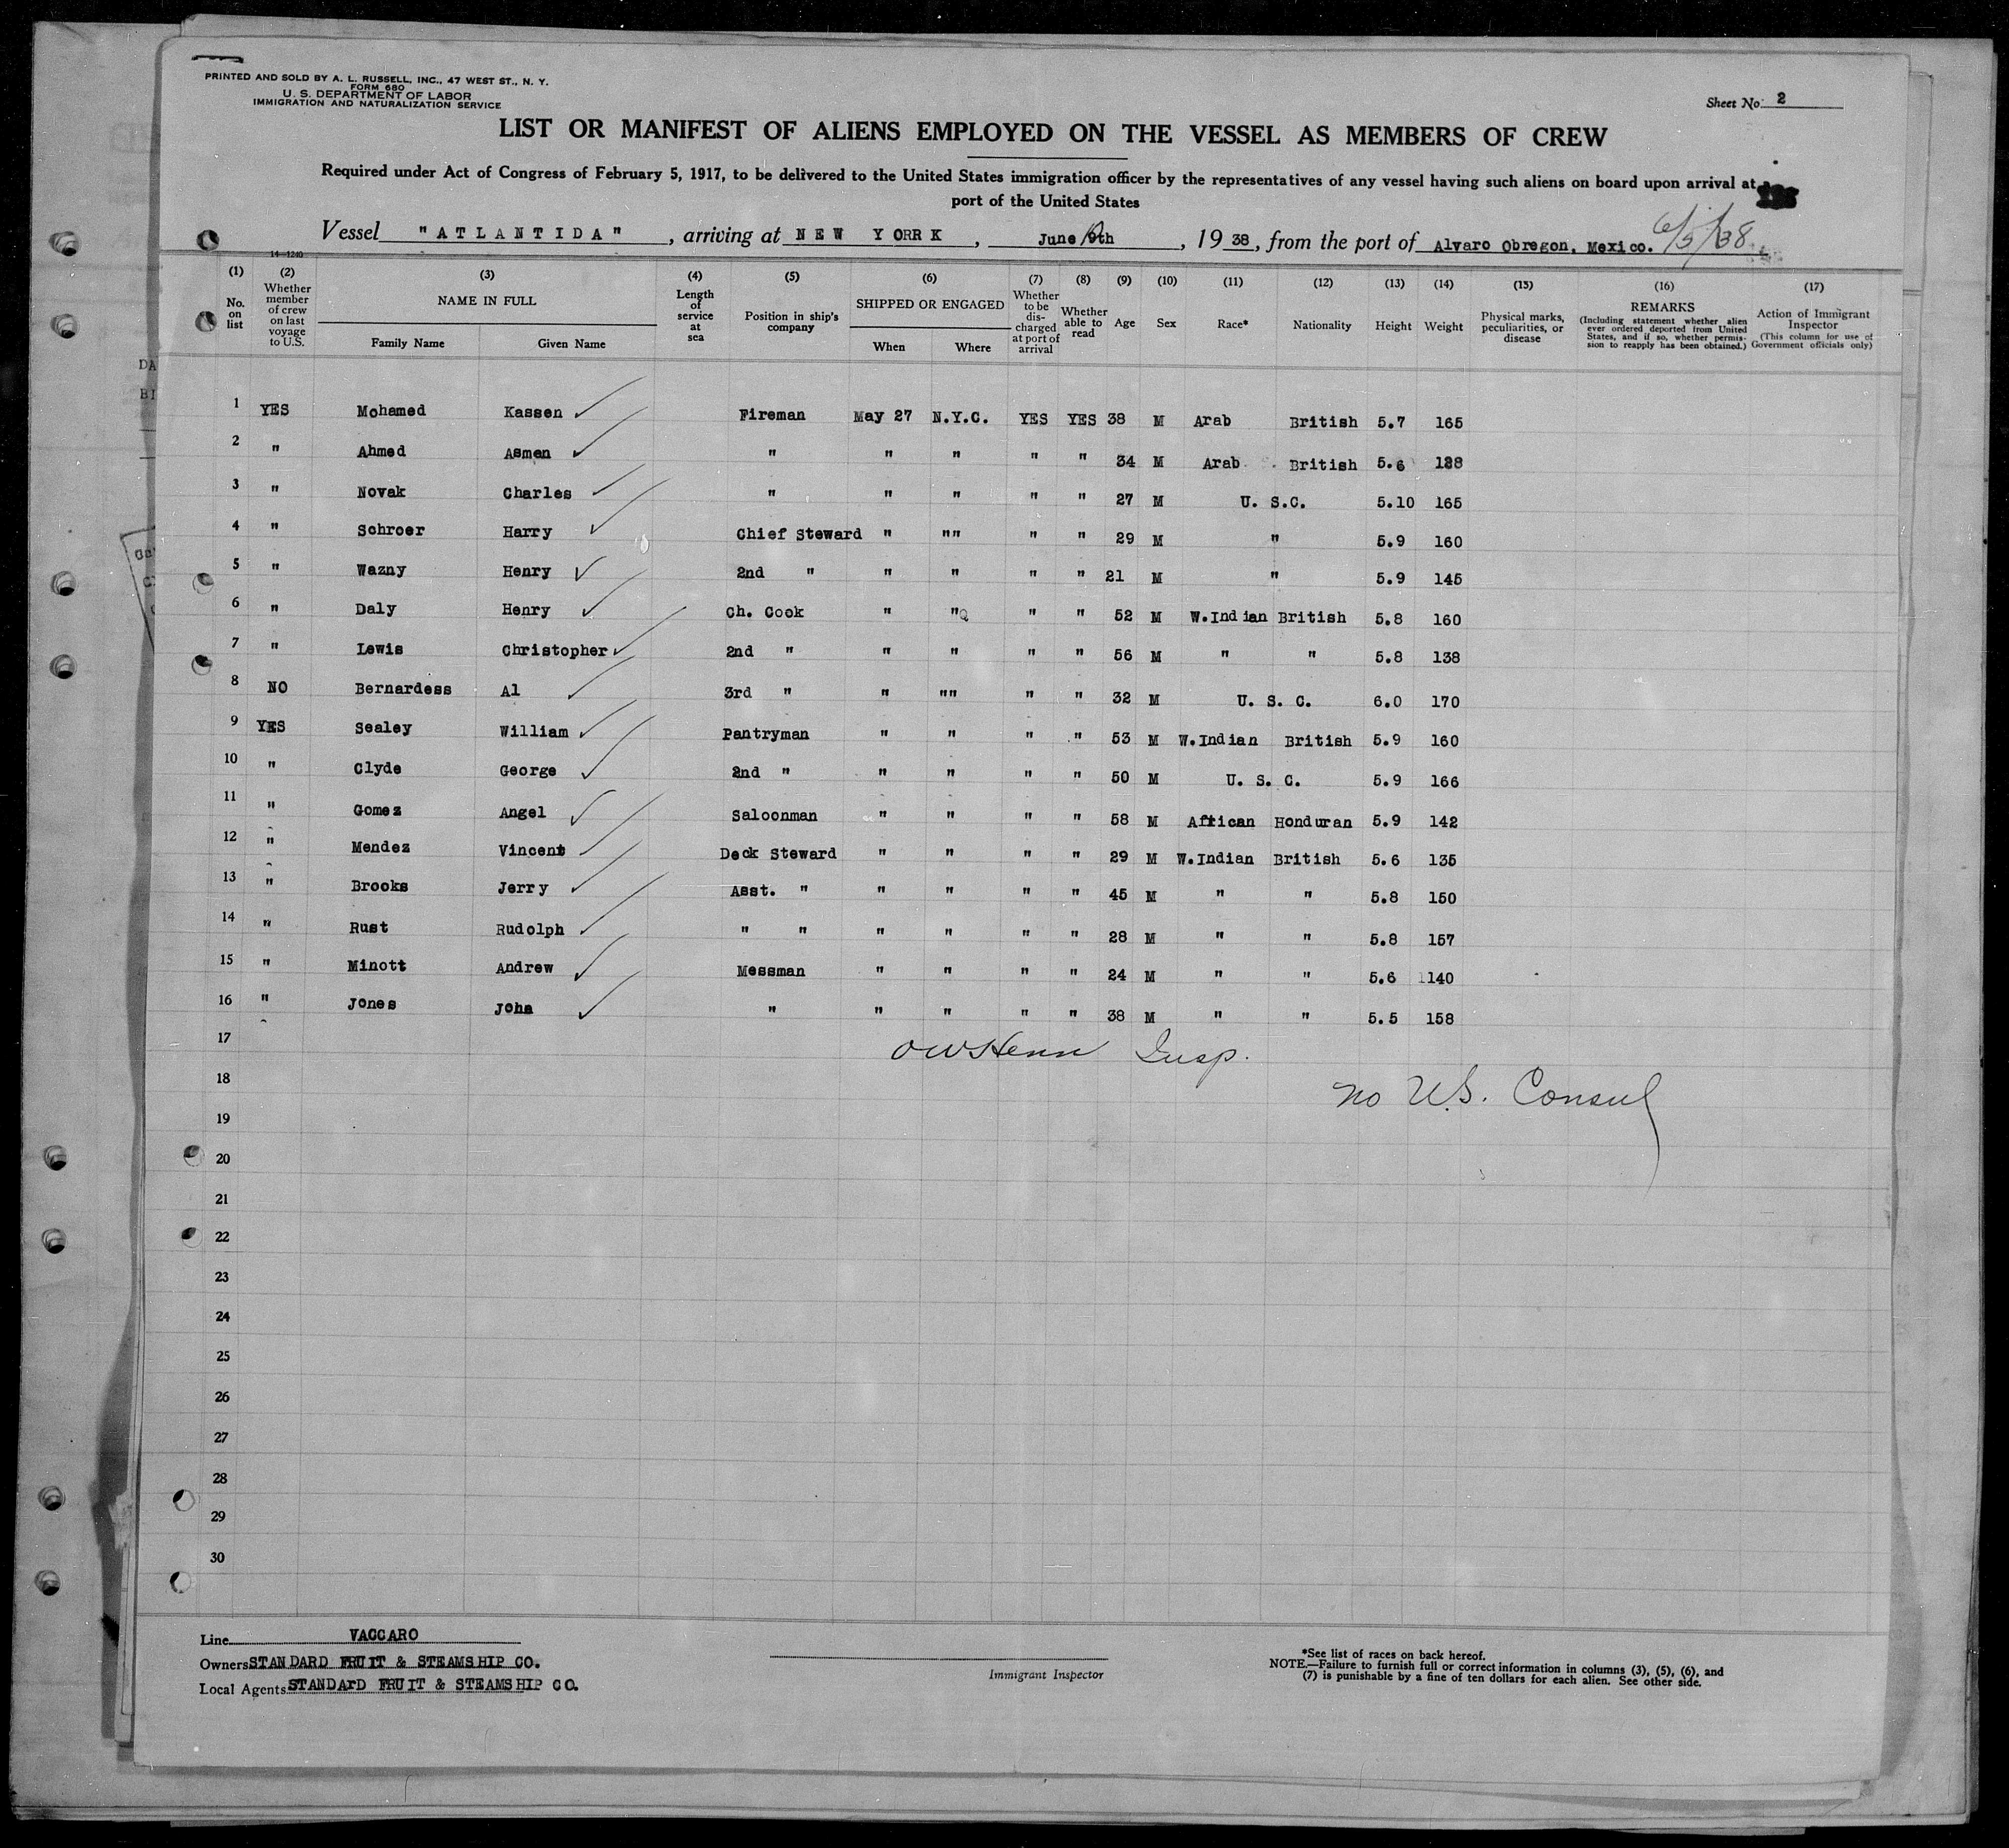 PRINTED AND SOLD BY A. L. RUSSELL, INC., 47 WEST ST., N. Y.
FORM 680
U. S. DEPARTMENT OF LABOR
IMMIGRATION AND NATURALIZATION SERVICE
Sheet No. 2
LIST OR MANIFEST OF ALIENS EMPLOYED ON THE VESSEL AS MEMBERS OF CREW
Required under Act of Congress of February 5, 1917, to be delivered to the United States immigration officer by the representatives of any vessel having such aliens on board upon arrival at
port of the United States
Vessel "ATLANTIDA", arriving at NEW YORRK, June 9th, 1938, from the port of Alvaro Obregon, Mexico. 6/5/38
14—1240
(1) (2) (3) (4) (5) (6) (7) (8) (9) (10) (11) (12) (13) (14) (15) (16) (17)
No. on list
Whether member of crew on last voyage to U.S.
NAME IN FULL
Family Name Given Name
Length of service at sea
Position in ship's company
SHIPPED OR ENGAGED
When Where
Whether to be discharged at port of arrival
Whether able to read
Age
Sex
Race*
Nationality
Height
Weight
Physical marks, peculiarities, or disease
REMARKS
(Including statement whether alien ever ordered deported from United States, and if so, whether permission to reapply has been obtained.)
Action of Immigrant Inspector
(This column for use of Government officials only)
1 YES Mohamed Kassen Fireman May 27 N.Y.C. YES YES 38 M Arab British 5.7 165
2 " Ahmed Asmen " " " " " 34 M Arab British 5.6 138
3 " Novak Charles " " " " " 27 M U. S.C. 5.10 165
4 " Schroer Harry Chief Steward " "" " " 29 M " 5.9 160
5 " Wazny Henry 2nd " " " " " 21 M " 5.9 145
6 " Daly Henry Ch. Cook " " " " 52 M W.Indian British 5.8 160
7 " Lewis Christopher 2nd " " " " " 56 M " " 5.8 138
8 NO Bernardess Al 3rd " " "" " " 32 M U. S. C. 6.0 170
9 YES Sealey William Pantryman " " " " 53 M W.Indian British 5.9 160
10 " Clyde George 2nd " " " " " 50 M U. S. C. 5.9 166
11 " Gomez Angel Saloonman " " " " 58 M African Honduran 5.9 142
12 " Mendez Vincent Deck Steward " " " " 29 M W.Indian British 5.6 135
13 " Brooks Jerry Asst. " " " " " 45 M " " 5.8 150
14 " Rust Rudolph " " " " " " 28 M " " 5.8 157
15 " Minott Andrew Messman " " " " 24 M " " 5.6 140
16 " Jones John " " " " " 38 M " " 5.5 158
17
OWHenn Insp.
18
no U.S. Consul
19
20
21
22
23
24
25
26
27
28
29
30
Line VACCARO
Owners STANDARD FRUIT & STEAMSHIP CO.
Local Agents STANDArD FRUIT & STEAMSHIP CO.
Immigrant Inspector
*See list of races on back hereof.
NOTE.—Failure to furnish full or correct information in columns (3), (5), (6), and
(7) is punishable by a fine of ten dollars for each alien. See other side.